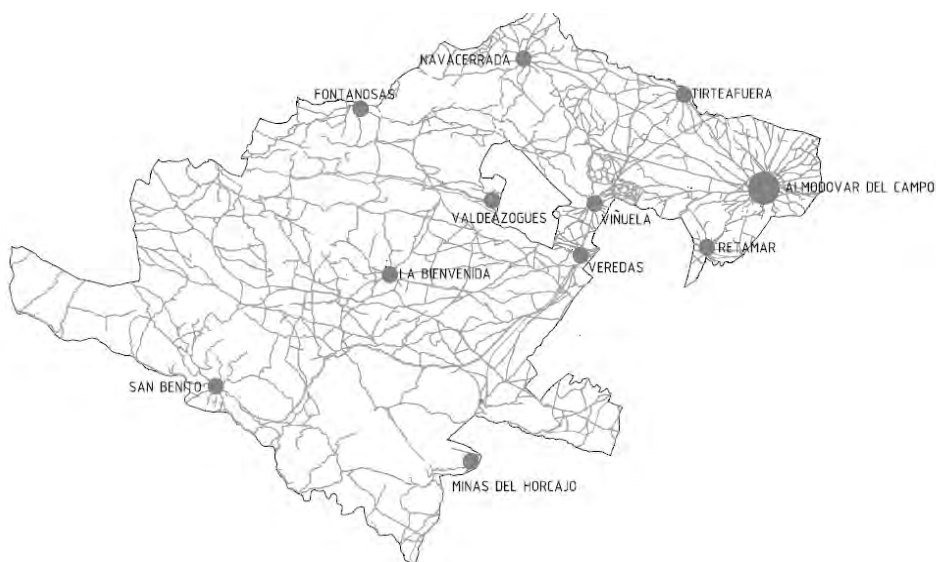 NAVACERRADA
FONTANOSAS
TIRTEAFUERA
ALMODOVAR DEL CAMPO
VALDEAZOGUES
VIÑUELA
RETAMAR
VEREDAS
LA BIENVENIDA
SAN BENITO
MINAS DEL HORCAJO